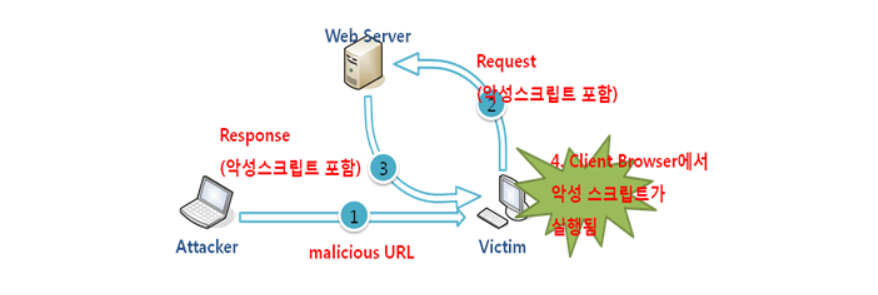 Web Server
Request
(악성스크립트 포함)
2
Response
(악성스크립트 포함)
3
4. Client Browser에서
악성 스크립트가
실행됨
1
Attacker
malicious URL
Victim